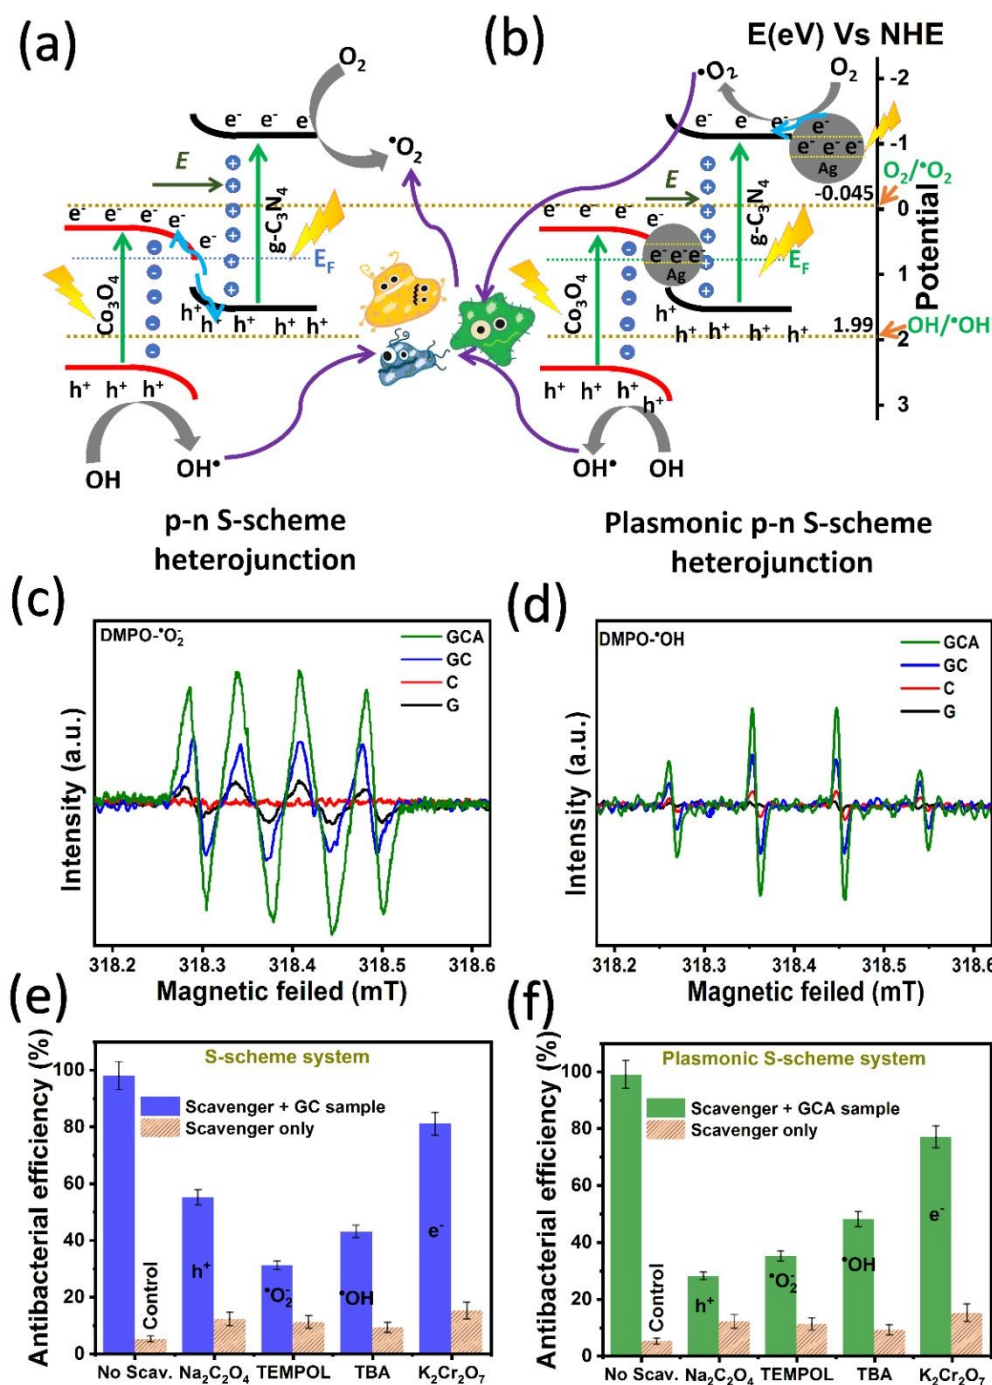 (a)
O₂
e⁻ e⁻ e⁻ e⁻
•O₂
E
e⁻ e⁻ e⁻ e⁻
e⁻
g-C₃N₄
E_F
Co₃O₄
h⁺ h⁺ h⁺ h⁺ h⁺
h⁺ h⁺ h⁺
OH
OH•
p-n S-scheme
heterojunction
(b)
E(eV) Vs NHE
•O₂
O₂
e⁻ e e⁻
e⁻
e⁻ e⁻ e⁻
Ag
E
e⁻ e⁻ e⁻
e⁻ e⁻ e⁻
Ag
g-C₃N₄
E_F
Co₃O₄
h⁺
h⁺ h⁺ h⁺ h⁺
h⁺ h⁺ h⁺
h⁺
OH•
OH
-2
-1
O₂/•O₂
-0.045
0
1
1.99
OH/•OH
2
3
Potential
Plasmonic p-n S-scheme
heterojunction
(c)
DMPO-•O₂⁻
GCA
GC
C
G
Intensity (a.u.)
318.2 318.3 318.4 318.5 318.6
Magnetic feiled (mT)
(d)
DMPO-•OH
GCA
GC
C
G
Intensity (a.u.)
318.2 318.3 318.4 318.5 318.6
Magnetic feiled (mT)
(e)
S-scheme system
Scavenger + GC sample
Scavenger only
Antibacterial efficiency (%)
100
80
60
40
20
0
Control
h⁺
•O₂⁻
•OH
e⁻
No Scav. Na₂C₂O₄ TEMPOL TBA K₂Cr₂O₇
(f)
Plasmonic S-scheme system
Scavenger + GCA sample
Scavenger only
Antibacterial efficiency (%)
100
80
60
40
20
0
Control
h⁺
•O₂⁻
•OH
e⁻
No Scav. Na₂C₂O₄ TEMPOL TBA K₂Cr₂O₇